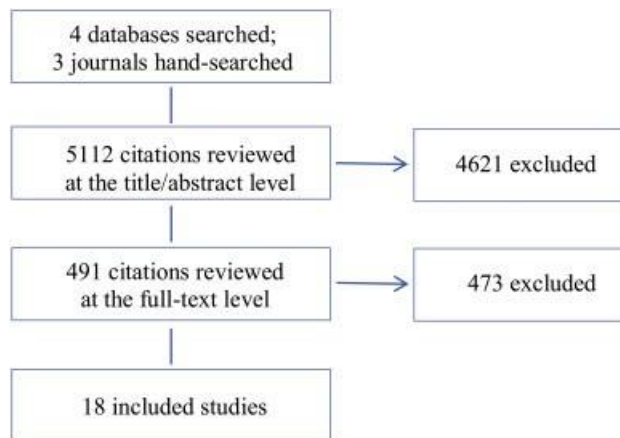 4 databases searched;
3 journals hand-searched
5112 citations reviewed
at the title/abstract level
4621 excluded
491 citations reviewed
at the full-text level
473 excluded
18 included studies